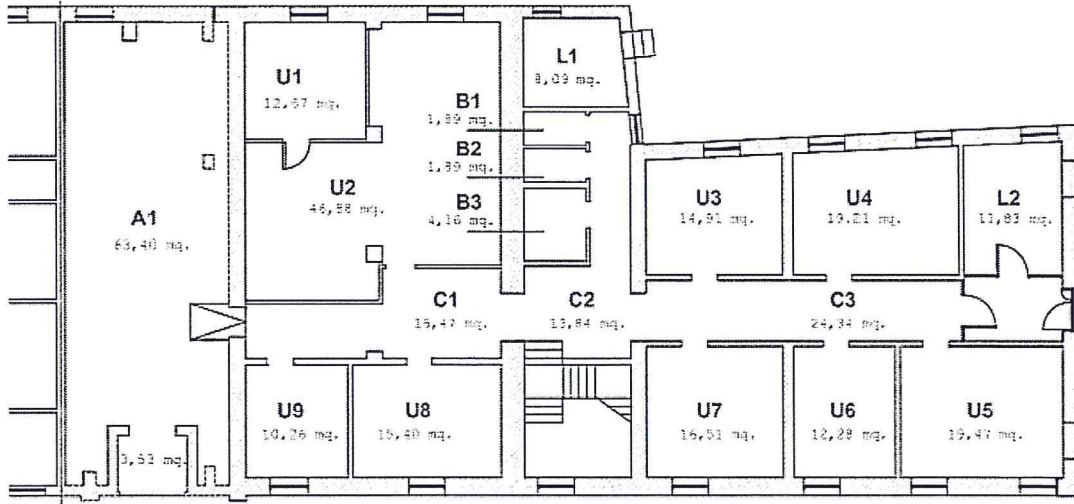 L1
8,09 mq.
U1
12,67 mq.
B1
1,89 mq.
B2
1,89 mq.
U2
46,58 mq.
B3
4,16 mq.
A1
63,40 mq.
U3
14,91 mq.
U4
19.21 mq.
L2
11,83 mq.
C1
15,47 mq.
C2
13,84 mq.
C3
24,34 mq.
U9
10,26 mq.
U8
15,40 mq.
U7
16,51 mq.
U6
12,28 mq.
U5
19,47 mq.
3,53 mq.